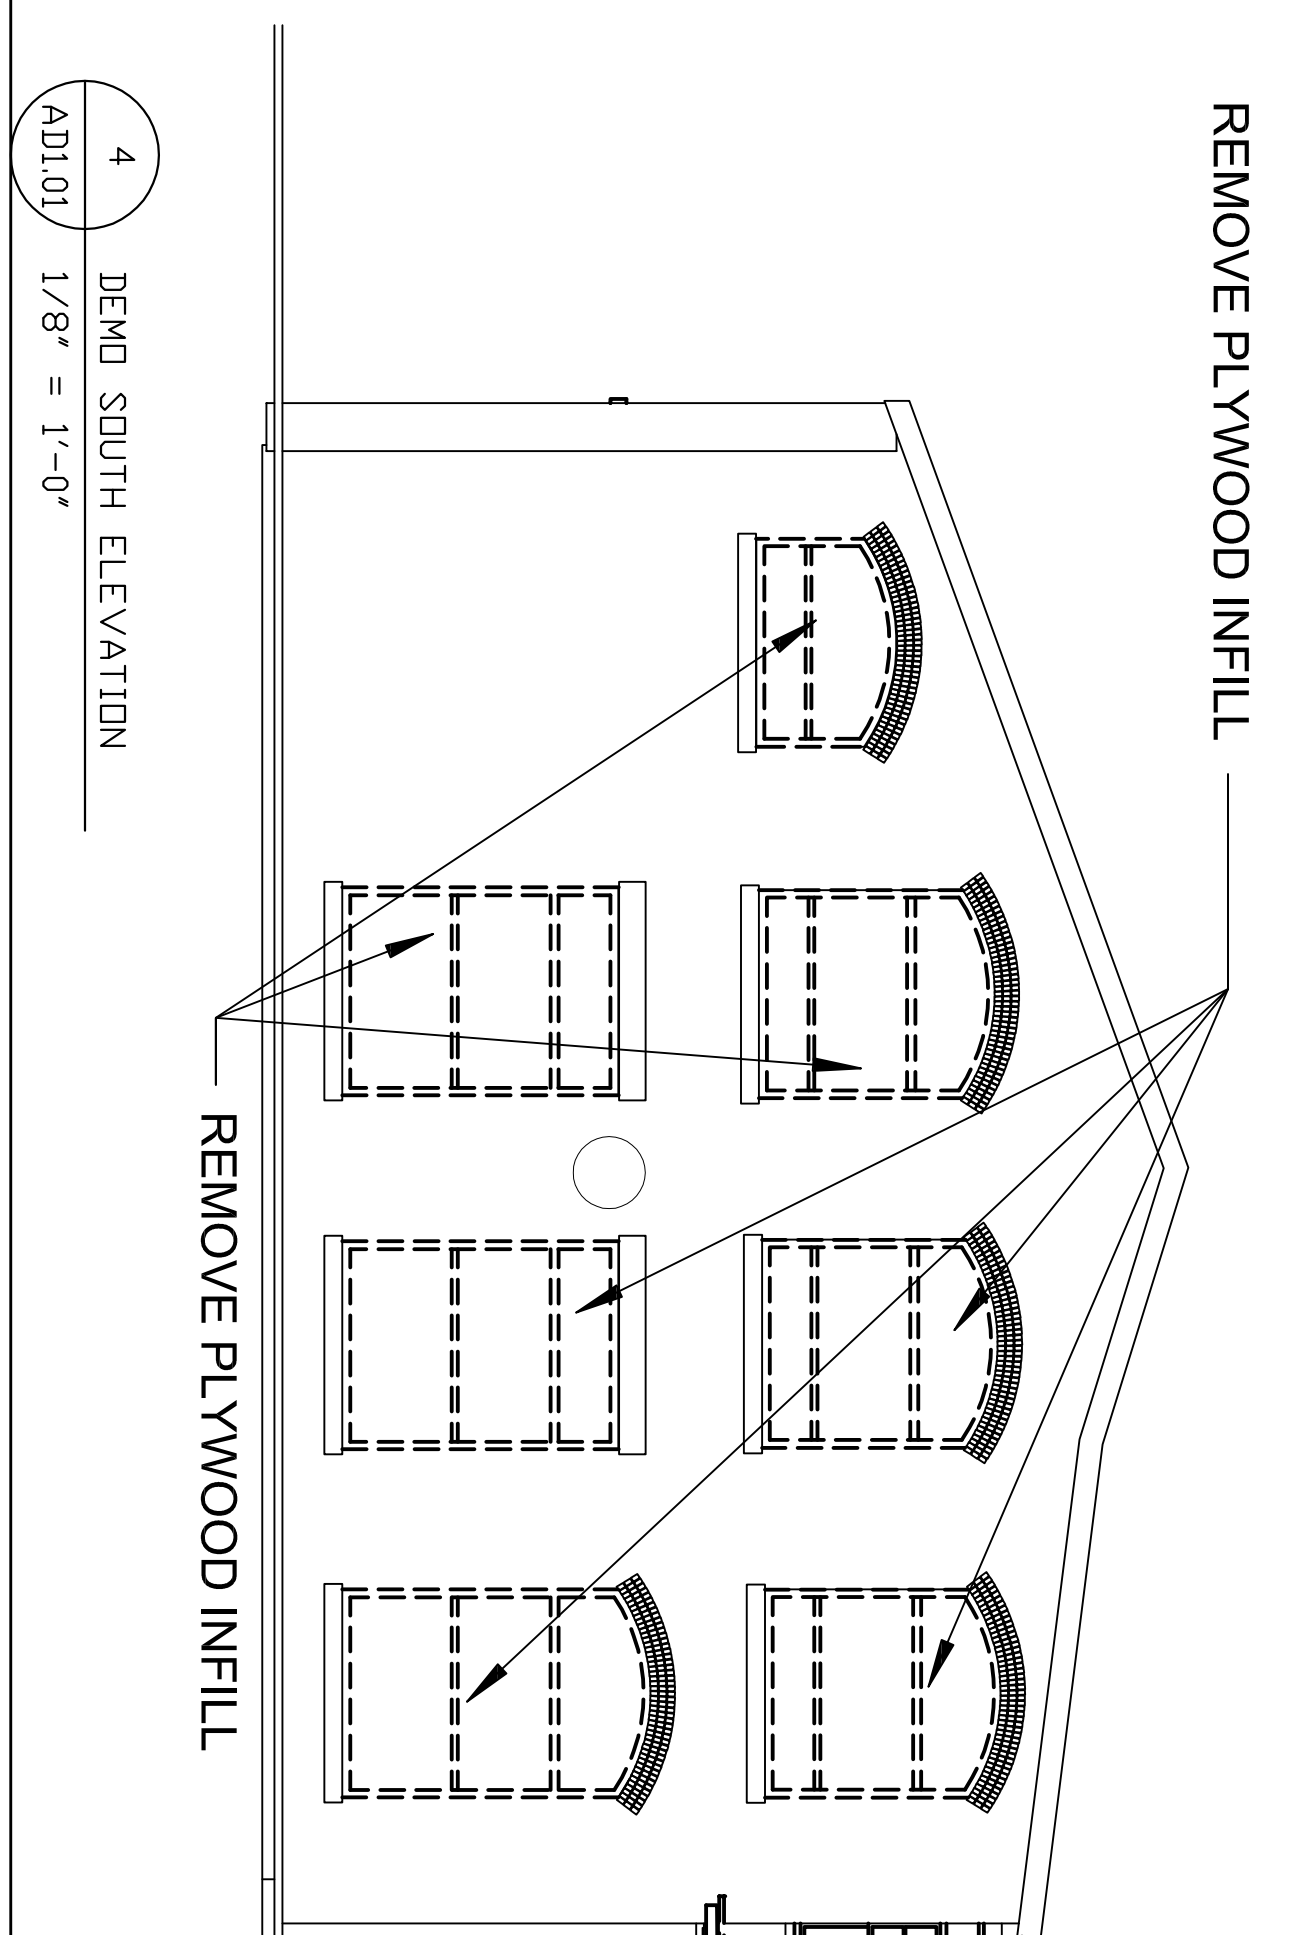 REMOVE PLYWOOD INFILL
REMOVE PLYWOOD INFILL
4
AD1.01
DEMO SOUTH ELEVATION
1/8" = 1'-0"